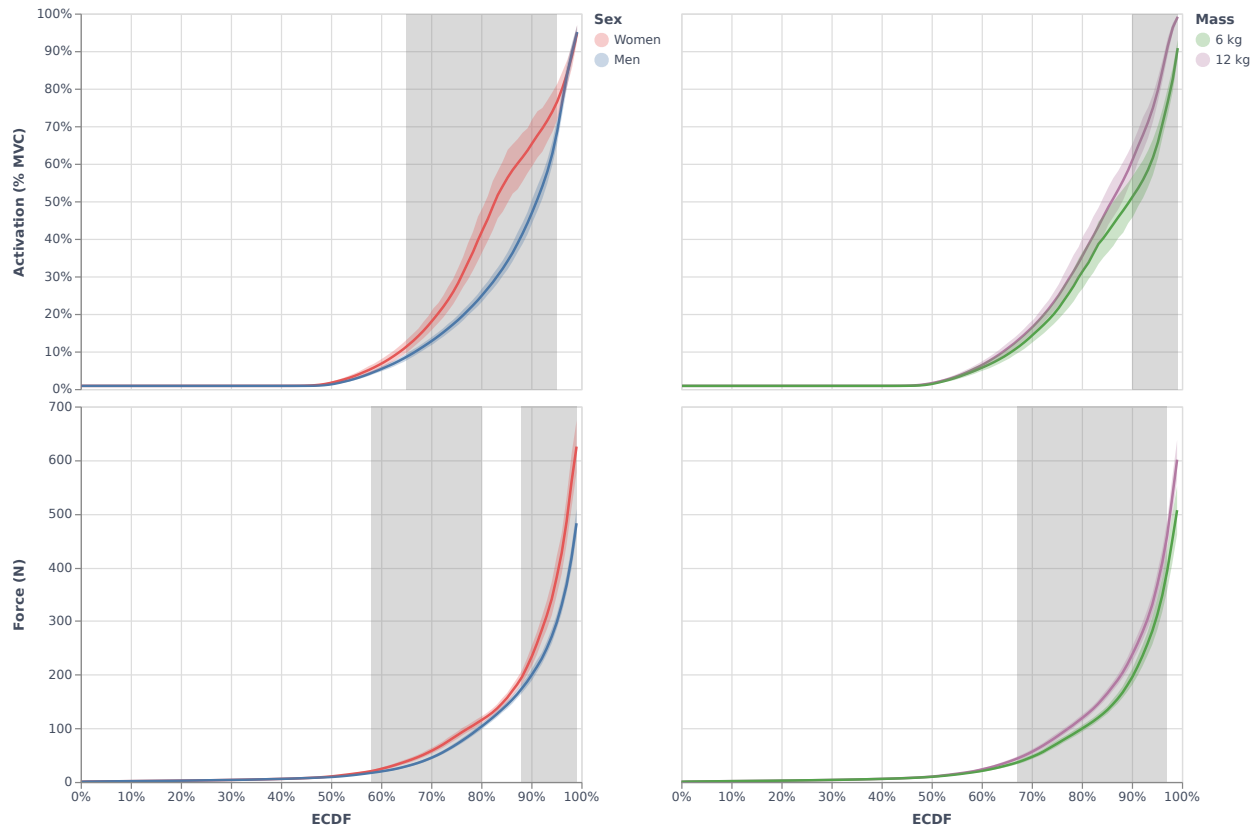 100%
90%
80%
70%
60%
50%
40%
30%
20%
10%
0%
Activation (% MVC)
Sex
Women
Men
Mass
6 kg
12 kg
700
600
500
400
300
200
100
0
Force (N)
0% 10% 20% 30% 40% 50% 60% 70% 80% 90% 100%
ECDF
0% 10% 20% 30% 40% 50% 60% 70% 80% 90% 100%
ECDF